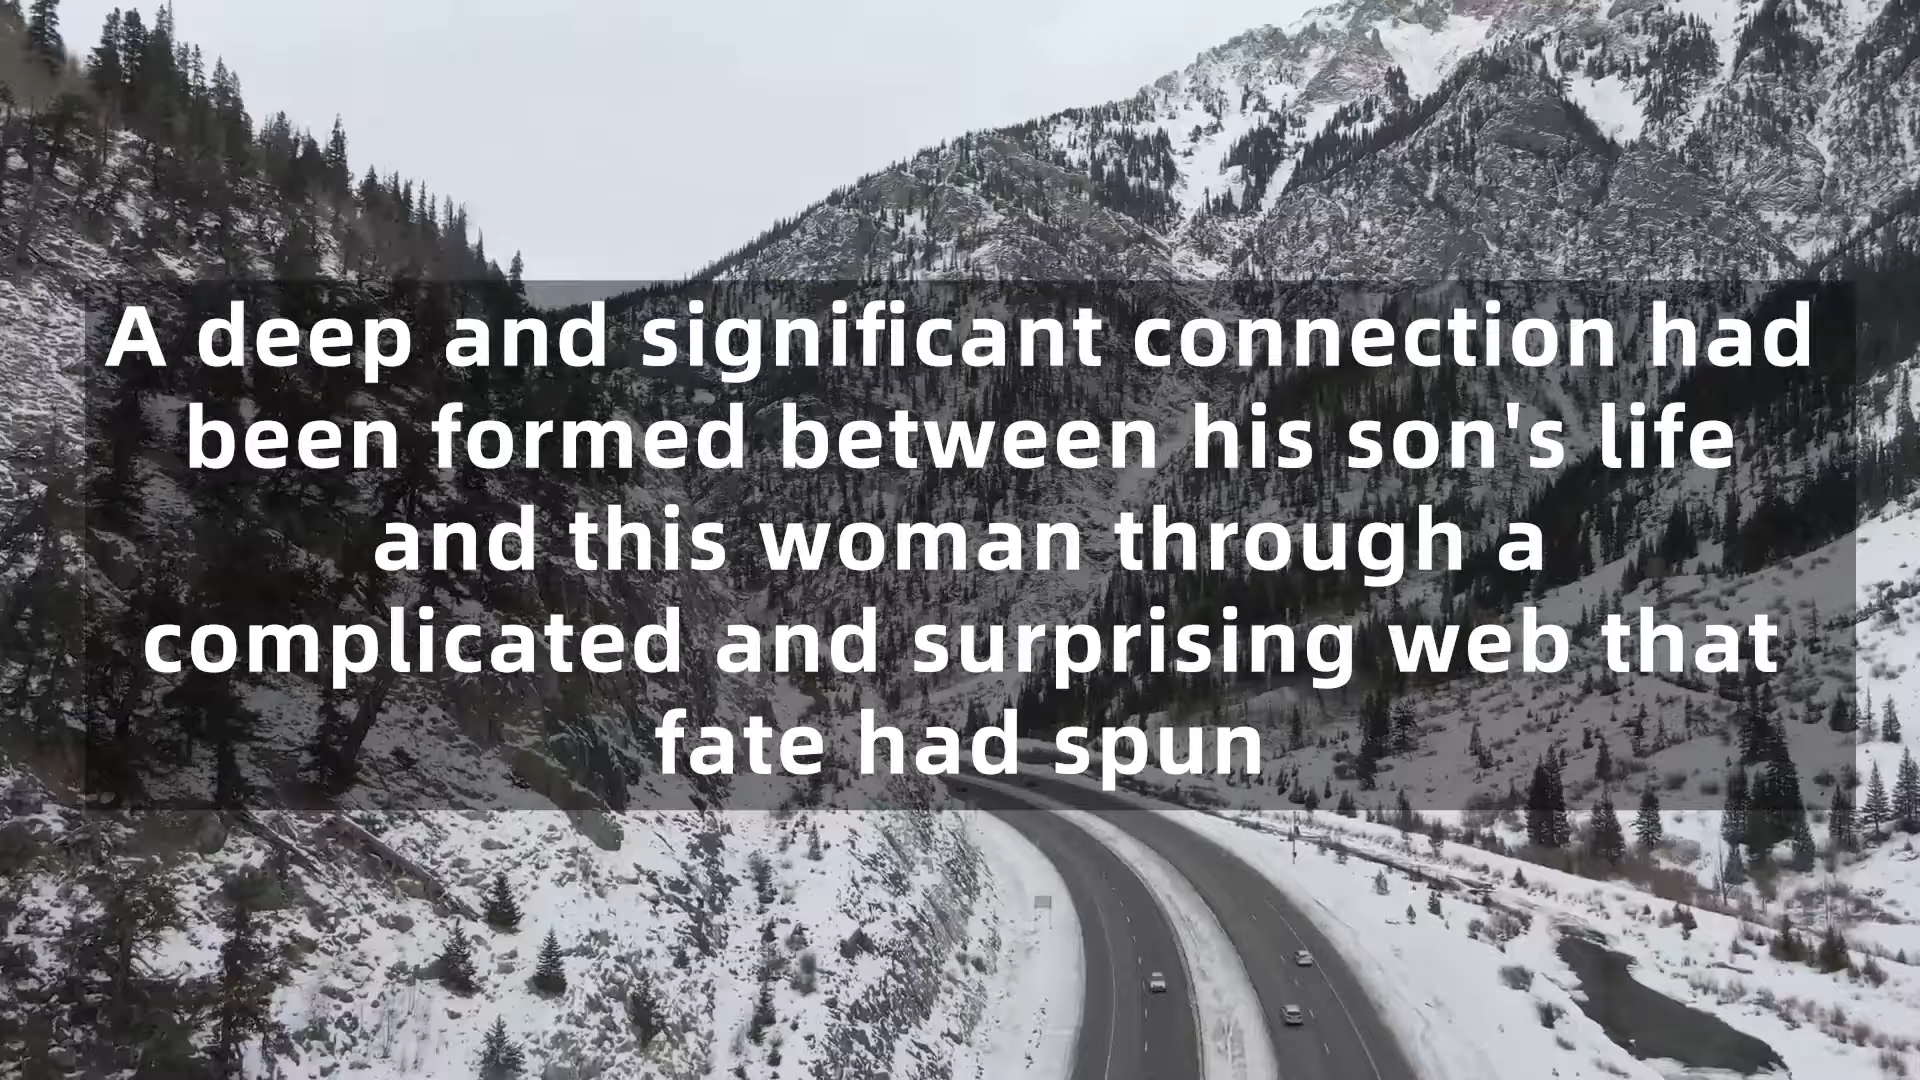 A deep and significant connection had
been formed between his son's life
and this woman through a
complicated and surprising web that
fate had spun